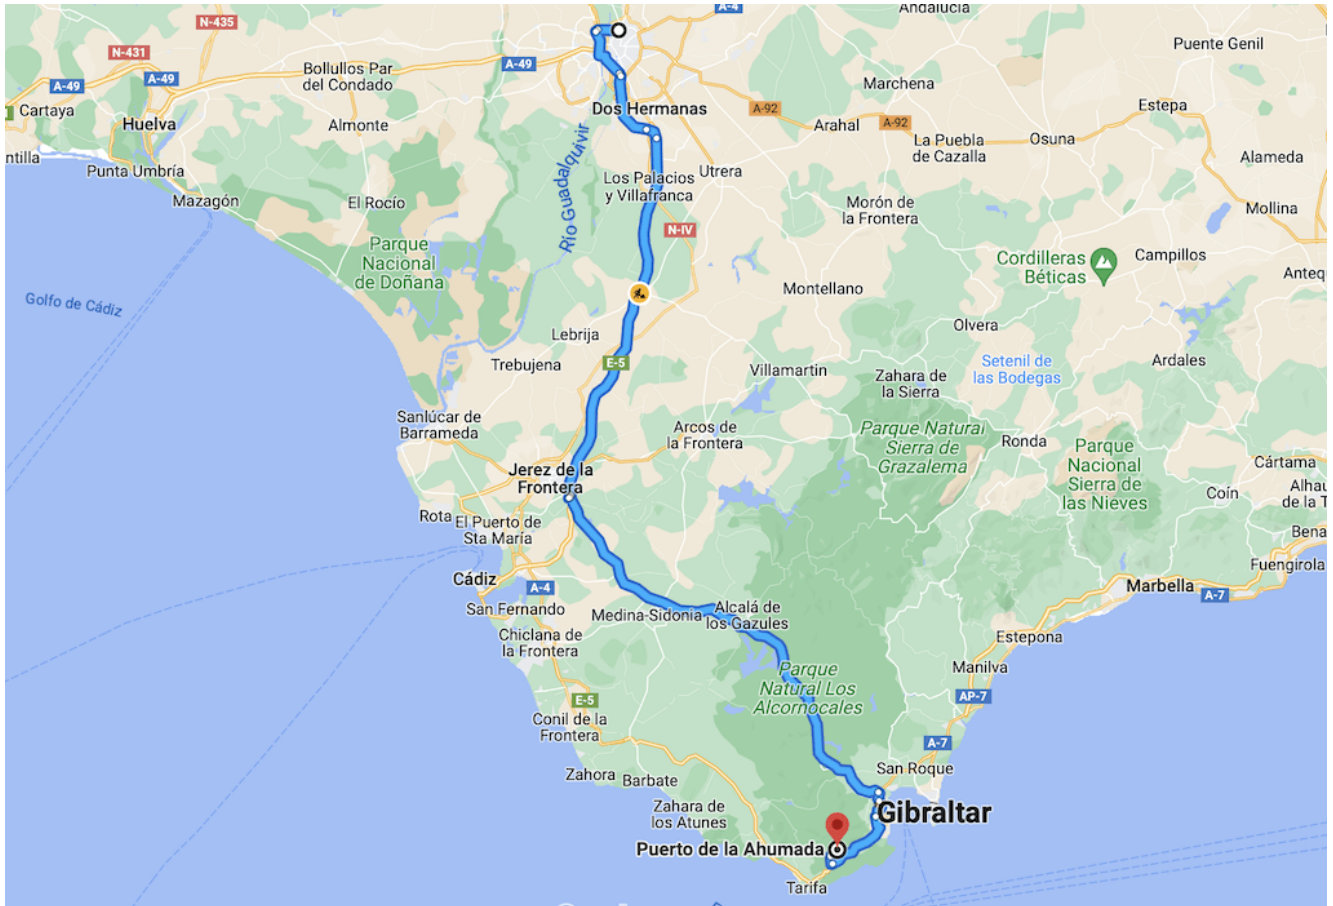 N-435
A-4
Andalucía
N-431
A-49
A-49
A-49
Bollullos Par
del Condado
Puente Genil
Marchena
Cartaya
Huelva
Almonte
Dos Hermanas
A-92
Arahal
A-92
Estepa
La Puebla
de Cazalla
Osuna
Alameda
ntilla
Punta Umbría
Mazagón
El Rocío
Río Guadalquivir
Los Palacios
y Villafranca
Utrera
Morón de
la Frontera
Mollina
N-IV
Parque
Nacional
de Doñana
Cordilleras
Béticas
Campillos
Anteq
Golfo de Cádiz
Montellano
Lebrija
Olvera
Trebujena
E-5
Villamartin
Zahara de
la Sierra
Setenil de
las Bodegas
Ardales
Sanlúcar de
Barrameda
Arcos de
la Frontera
Parque Natural
Sierra de
Grazalema
Ronda
Parque
Nacional
Sierra de
las Nieves
Cártama
Jerez de la
Frontera
Coín
Alhau
de la T
Rota
El Puerto de
Sta María
Bena
Fuengirola
Cádiz
A-4
Marbella
A-7
San Fernando
Medina-Sidonia
Alcalá de
los Gazules
Chiclana de
la Frontera
Estepona
Parque
Natural Los
Alcornocales
Manilva
AP-7
E-5
Conil de la
Frontera
A-7
Zahora
Barbate
San Roque
Zahara de
los Atunes
Gibraltar
Puerto de la Ahumada
Tarifa